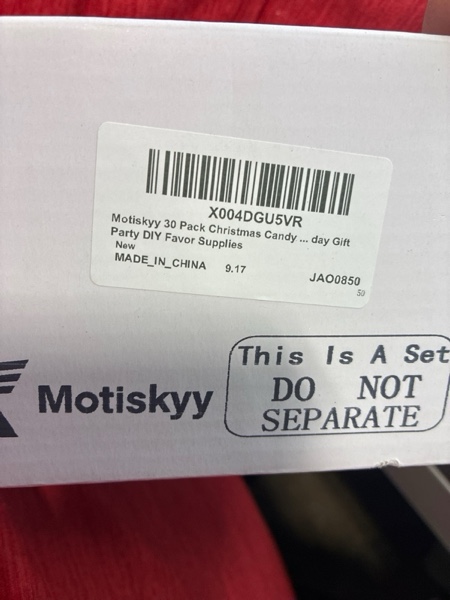 X004DGU5VR
Motiskyy 30 Pack Christmas Candy ... day Gift
Party DIY Favor Supplies
New
MADE_IN_CHINA 9.17
JAO0850
50
Motiskyy
This Is A Set
DO NOT
SEPARATE